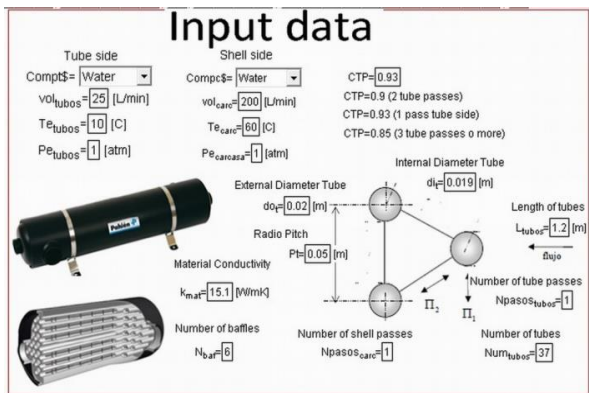 Input data
Tube side
Compt$= Water
vol tubos= 25 [L/min]
Te tubos= 10 [C]
Pe tubos= 1 [atm]
Shell side
Compc$= Water
vol carc= 200 [L/min]
Te carc= 60 [C]
Pe carcasa= 1 [atm]
CTP= 0.93
CTP=0.9 (2 tube passes)
CTP=0.93 (1 pass tube side)
CTP=0.85 (3 tube passes o more)
Internal Diameter Tube
di t= 0.019 [m]
External Diameter Tube
do t= 0.02 [m]
Radio Pitch
Pt= 0.05 [m]
Length of tubes
L tubos= 1.2 [m]
flujo
Π2
Π1
Material Conductivity
k mat= 15.1 [W/mK]
Number of tube passes
Npasos tubos= 1
Number of baffles
N baf= 6
Number of shell passes
Npasos carc= 1
Number of tubes
Num tubos= 37